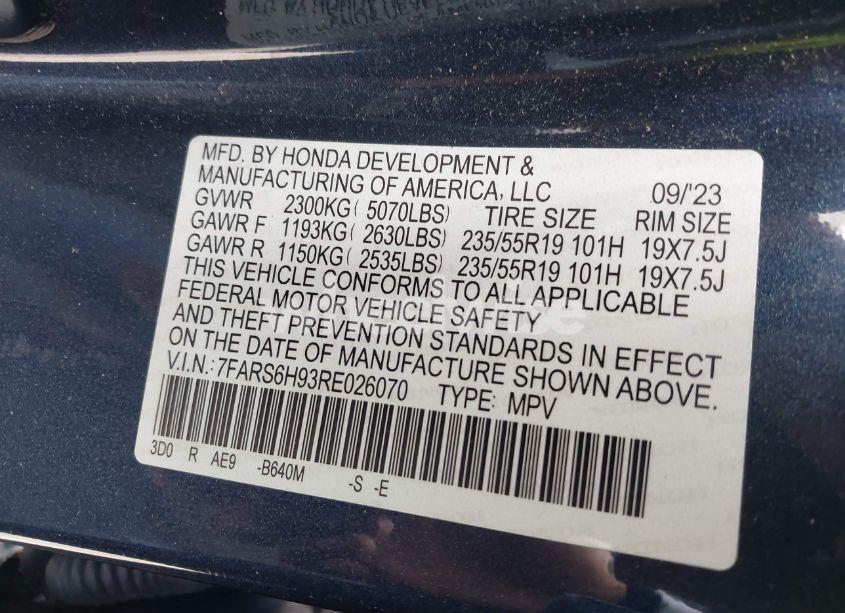 MFD. BY HONDA DEVELOPMENT &
MANUFACTURING OF AMERICA, LLC 09/'23
GVWR 2300KG( 5070LBS) TIRE SIZE RIM SIZE
GAWR F 1193KG( 2630LBS) 235/55R19 101H 19X7.5J
GAWR R 1150KG( 2535LBS) 235/55R19 101H 19X7.5J
THIS VEHICLE CONFORMS TO ALL APPLICABLE
FEDERAL MOTOR VEHICLE SAFETY
AND THEFT PREVENTION STANDARDS IN EFFECT
ON THE DATE OF MANUFACTURE SHOWN ABOVE.
V.I.N.: 7FARS6H93RE026070 TYPE: MPV
3D0 R AE9 -B640M -S -E